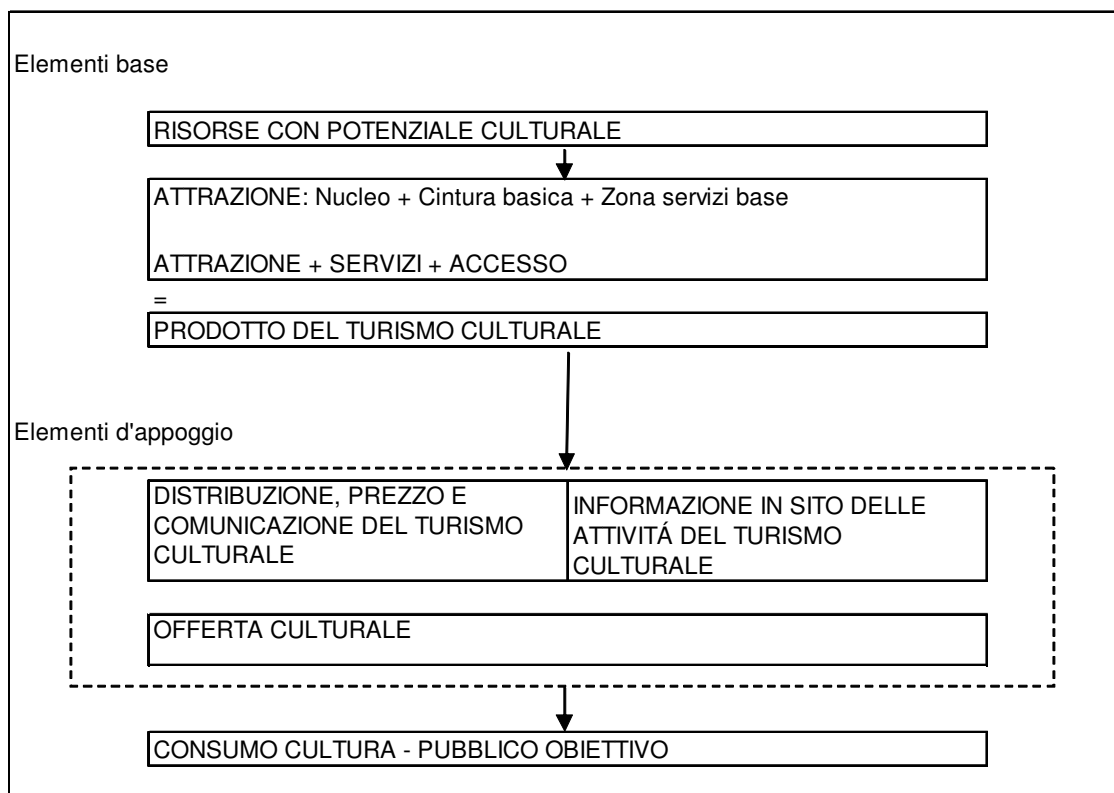 Elementi base
RISORSE CON POTENZIALE CULTURALE
ATTRAZIONE: Nucleo + Cintura basica + Zona servizi base
ATTRAZIONE + SERVIZI + ACCESSO
=
PRODOTTO DEL TURISMO CULTURALE
Elementi d'appoggio
DISTRIBUZIONE, PREZZO E
COMUNICAZIONE DEL TURISMO
CULTURALE
INFORMAZIONE IN SITO DELLE
ATTIVITÁ DEL TURISMO
CULTURALE
OFFERTA CULTURALE
CONSUMO CULTURA - PUBBLICO OBIETTIVO